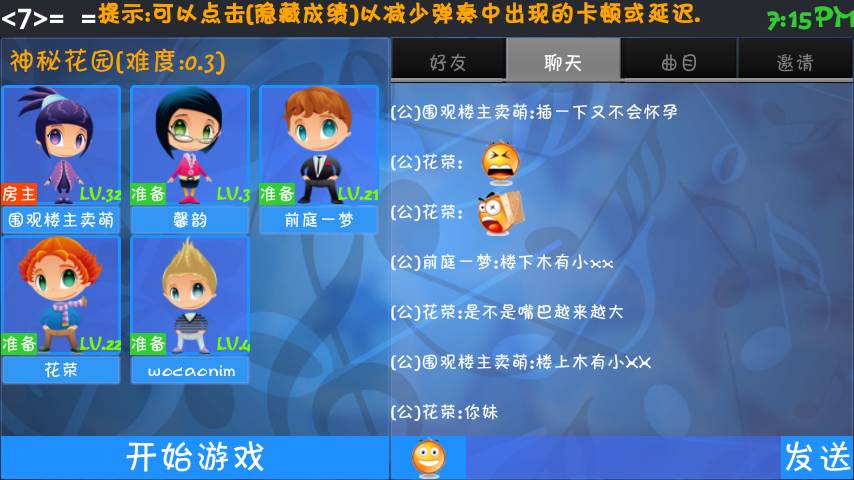 <7>= =提示:可以点击(隐藏成绩)以减少弹奏中出现的卡顿或延迟.
7:15PM
神秘花园(难度:0.3)
好友 聊天 曲目 邀请
房主 LV.32
围观楼主卖萌
准备 LV.3
馨韵
准备 LV.21
前庭一梦
准备 LV.22
花荣
准备 LV.4
wocaonim
(公)围观楼主卖萌:插一下又不会怀孕
(公)花荣:
(公)花荣:
(公)前庭一梦:楼下木有小xx
(公)花荣:是不是嘴巴越来越大
(公)围观楼主卖萌:楼上木有小XX
(公)花荣:你妹
开始游戏
发送